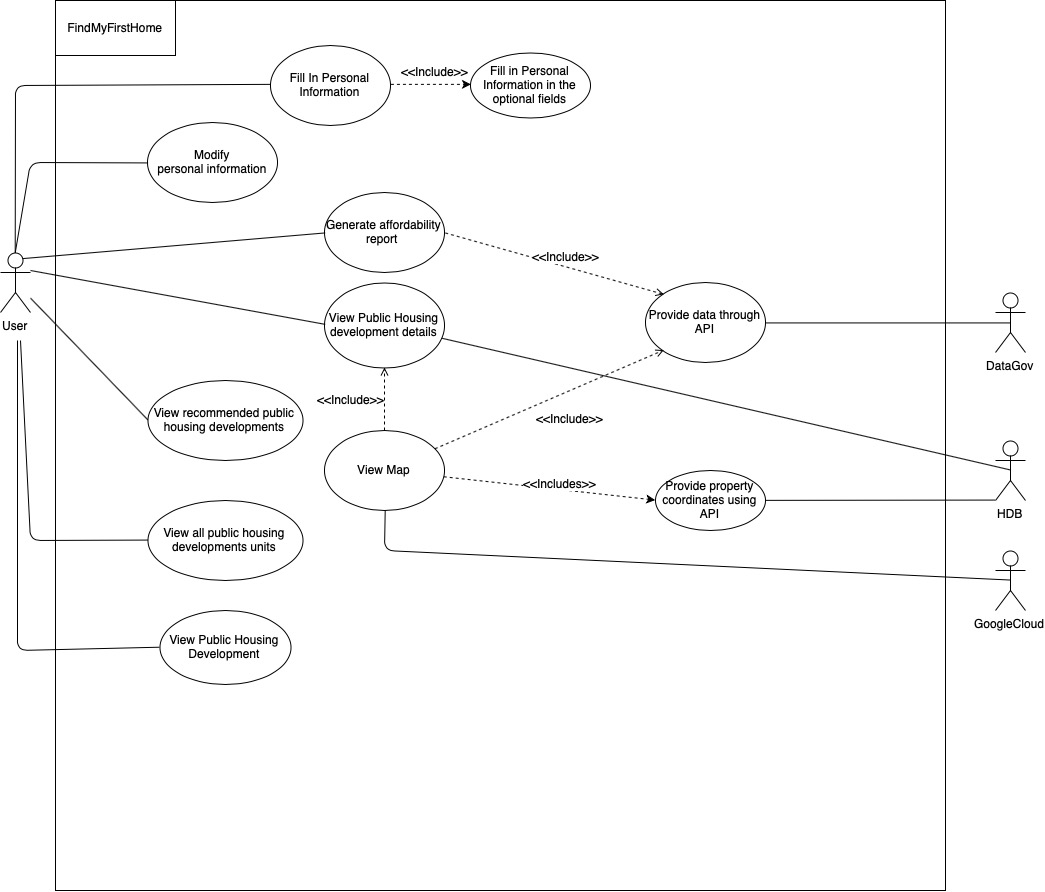 FindMyFirstHome
Fill In Personal
Information
<<Include>>
Fill in Personal
Information in the
optional fields
Modify
personal information
Generate affordability
report
<<Include>>
User
View Public Housing
development details
Provide data through
API
DataGov
<<Include>>
<<Include>>
View recommended public
housing developments
View Map
<<Includes>>
Provide property
coordinates using
API
HDB
View all public housing
developments units
GoogleCloud
View Public Housing
Development